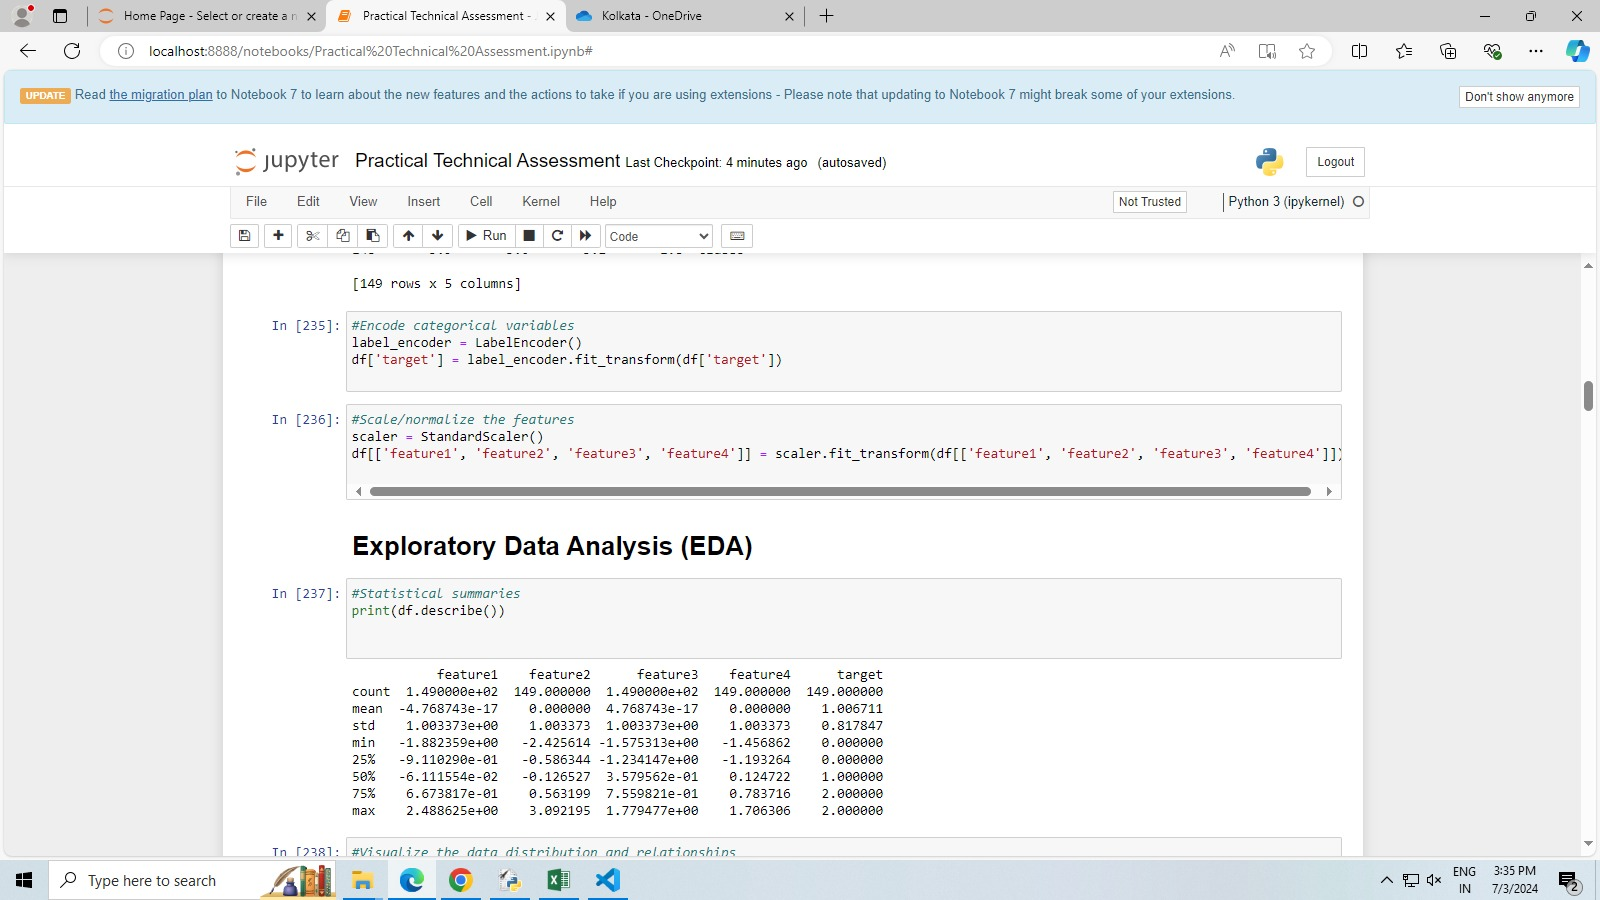 Home Page - Select or create a n
Practical Technical Assessment -
Kolkata - OneDrive
localhost:8888/notebooks/Practical%20Technical%20Assessment.ipynb#
UPDATE Read the migration plan to Notebook 7 to learn about the new features and the actions to take if you are using extensions - Please note that updating to Notebook 7 might break some of your extensions.
Don't show anymore
jupyter Practical Technical Assessment Last Checkpoint: 4 minutes ago (autosaved)
Logout
File Edit View Insert Cell Kernel Help
Not Trusted
Python 3 (ipykernel)
Run
Code
[149 rows x 5 columns]
In [235]: #Encode categorical variables
label_encoder = LabelEncoder()
df['target'] = label_encoder.fit_transform(df['target'])
In [236]: #Scale/normalize the features
scaler = StandardScaler()
df[['feature1', 'feature2', 'feature3', 'feature4']] = scaler.fit_transform(df[['feature1', 'feature2', 'feature3', 'feature4']])
Exploratory Data Analysis (EDA)
In [237]: #Statistical summaries
print(df.describe())
feature1 feature2 feature3 feature4 target
count 1.490000e+02 149.000000 1.490000e+02 149.000000 149.000000
mean -4.768743e-17 0.000000 4.768743e-17 0.000000 1.006711
std 1.003373e+00 1.003373 1.003373e+00 1.003373 0.817847
min -1.882359e+00 -2.425614 -1.575313e+00 -1.456862 0.000000
25% -9.110290e-01 -0.586344 -1.234147e+00 -1.193264 0.000000
50% -6.111554e-02 -0.126527 3.579562e-01 0.124722 1.000000
75% 6.673817e-01 0.563199 7.559821e-01 0.783716 2.000000
max 2.488625e+00 3.092195 1.779477e+00 1.706306 2.000000
In [238]: #Visualize the data distribution and relationships
Type here to search
ENG
IN
3:35 PM
7/3/2024
2